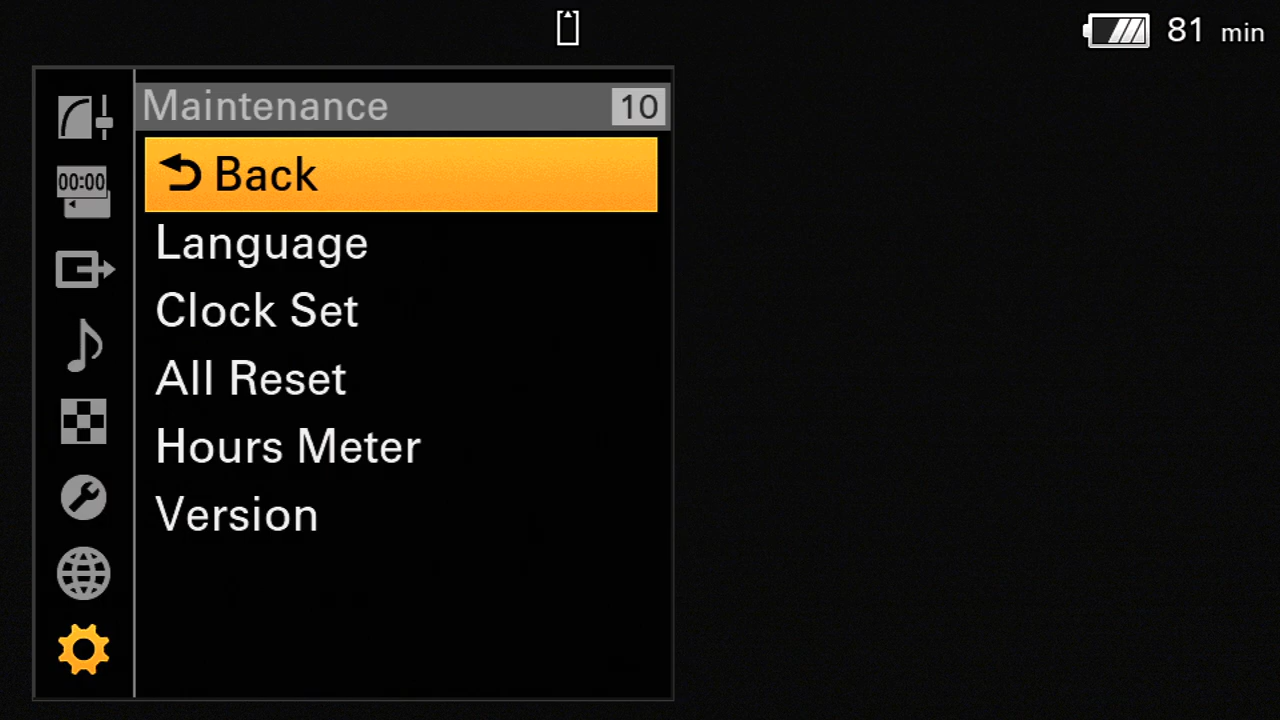 81 min
Maintenance 10
Back
00:00
Language
Clock Set
All Reset
Hours Meter
Version